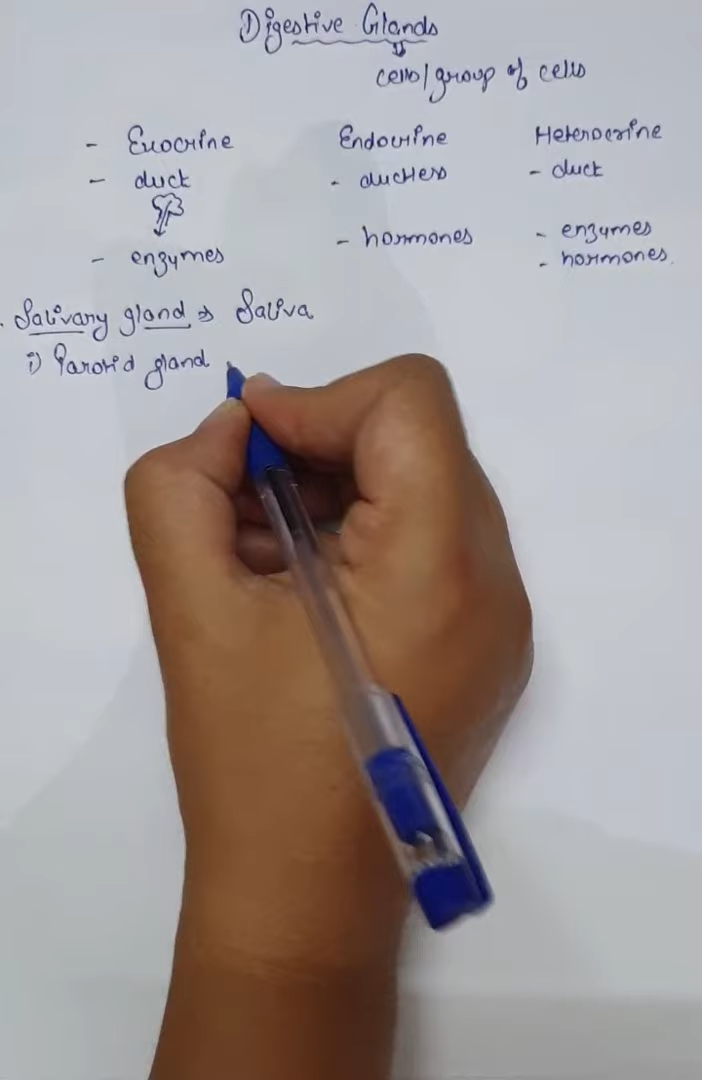 Digestive Glands
cells/group of cells
- Exocrine Endocrine Heterocrine
- duct - ductless - duct
- enzymes - hormones - enzymes
- hormones.
. Salivary gland → Saliva
i) Parotid gland